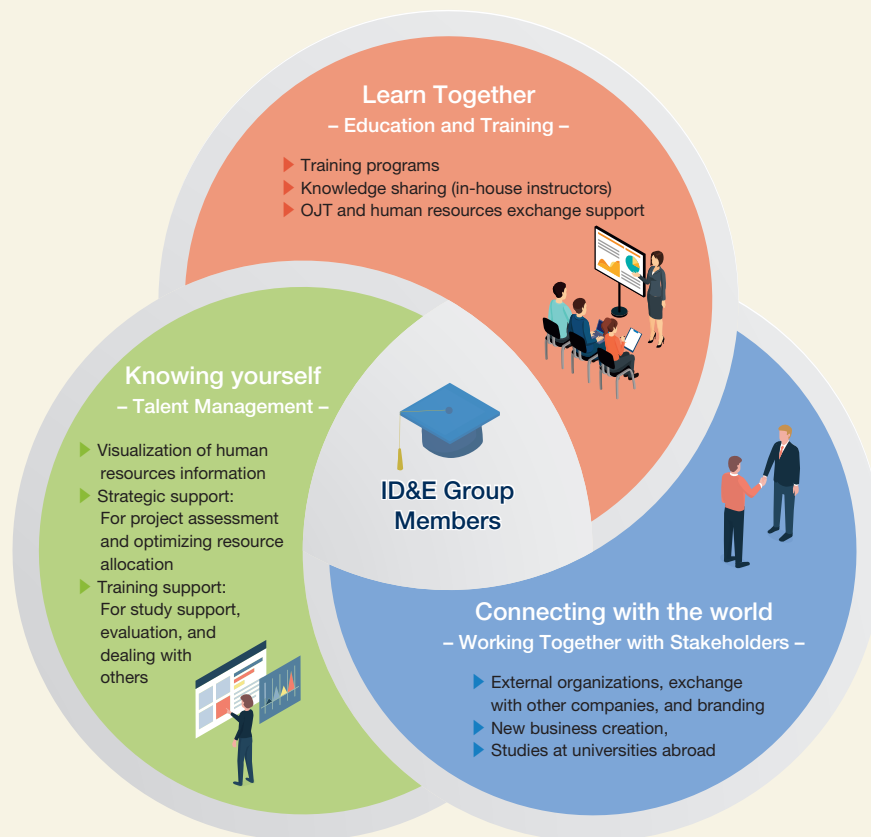 Learn Together
– Education and Training –
▶ Training programs
▶ Knowledge sharing (in-house instructors)
▶ OJT and human resources exchange support
Knowing yourself
– Talent Management –
▶ Visualization of human
resources information
▶ Strategic support:
For project assessment
and optimizing resource
allocation
▶ Training support:
For study support,
evaluation, and
dealing with
others
ID&E Group
Members
Connecting with the world
– Working Together with Stakeholders –
▶ External organizations, exchange
with other companies, and branding
▶ New business creation,
▶ Studies at universities abroad